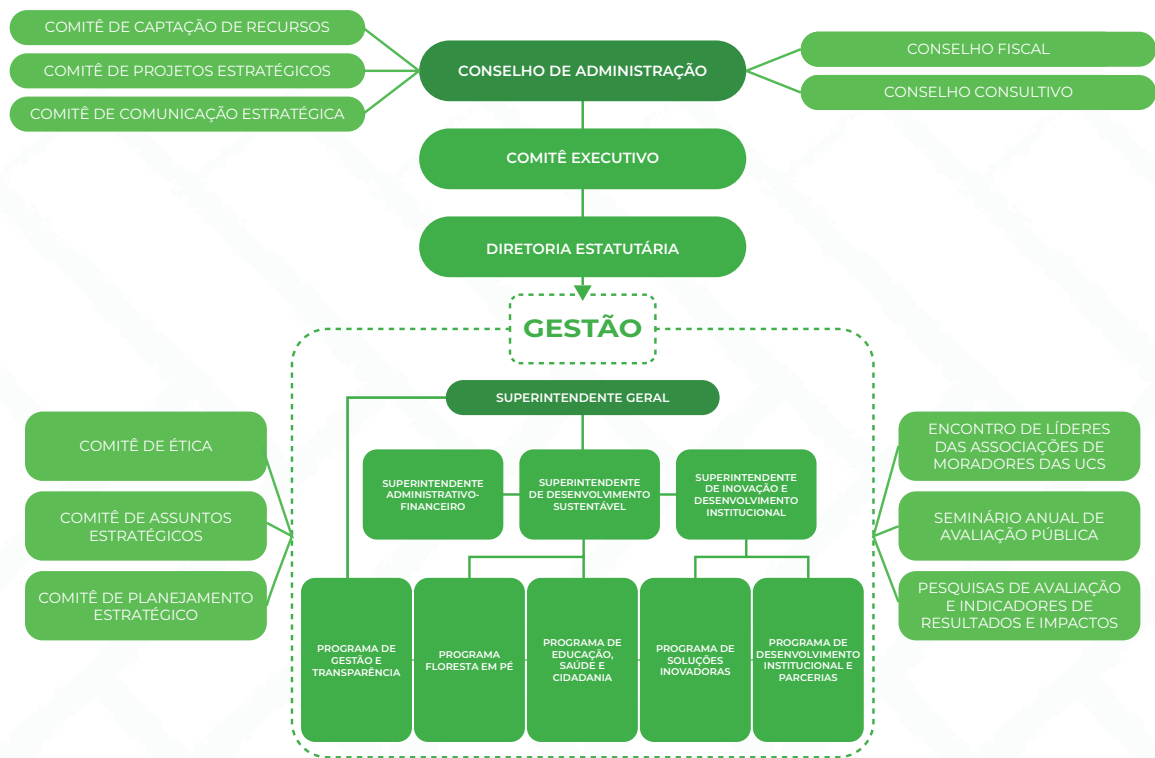 COMITÊ DE CAPTAÇÃO DE RECURSOS
COMITÊ DE PROJETOS ESTRATÉGICOS
COMITÊ DE COMUNICAÇÃO ESTRATÉGICA
CONSELHO DE ADMINISTRAÇÃO
CONSELHO FISCAL
CONSELHO CONSULTIVO
COMITÊ EXECUTIVO
DIRETORIA ESTATUTÁRIA
GESTÃO
SUPERINTENDENTE GERAL
COMITÊ DE ÉTICA
COMITÊ DE ASSUNTOS
ESTRATÉGICOS
COMITÊ DE PLANEJAMENTO
ESTRATÉGICO
SUPERINTENDENTE
ADMINISTRATIVO-
FINANCEIRO
SUPERINTENDENTE
DE DESENVOLVIMENTO
SUSTENTÁVEL
SUPERINTENDENTE
DE INOVAÇÃO E
DESENVOLVIMENTO
INSTITUCIONAL
ENCONTRO DE LÍDERES
DAS ASSOCIAÇÕES DE
MORADORES DAS UCS
SEMINÁRIO ANUAL DE
AVALIAÇÃO PÚBLICA
PESQUISAS DE AVALIAÇÃO
E INDICADORES DE
RESULTADOS E IMPACTOS
PROGRAMA DE
GESTÃO E
TRANSPARÊNCIA
PROGRAMA
FLORESTA EM PÉ
PROGRAMA DE
EDUCAÇÃO,
SAÚDE E
CIDADANIA
PROGRAMA DE
SOLUÇÕES
INOVADORAS
PROGRAMA DE
DESENVOLVIMENTO
INSTITUCIONAL E
PARCERIAS